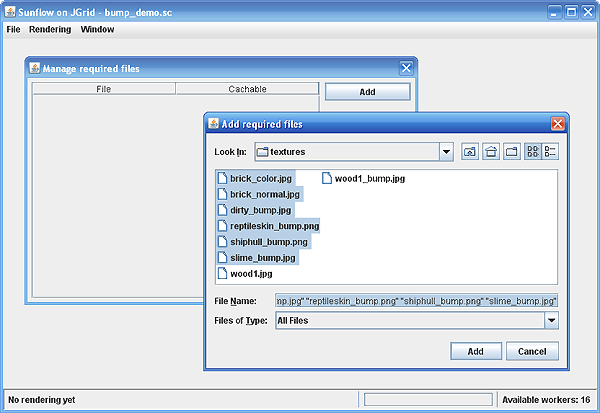 Sunflow on JGrid - bump_demo.sc
File Rendering Window
Manage required files
File Cachable Add
Add required files
Look In: textures
brick_color.jpg wood1_bump.jpg
brick_normal.jpg
dirty_bump.jpg
reptileskin_bump.png
shiphull_bump.png
slime_bump.jpg
wood1.jpg
File Name: mp.jpg" "reptileskin_bump.png" "shiphull_bump.png" "slime_bump.jpg"
Files of Type: All Files
Add Cancel
No rendering yet Available workers: 16